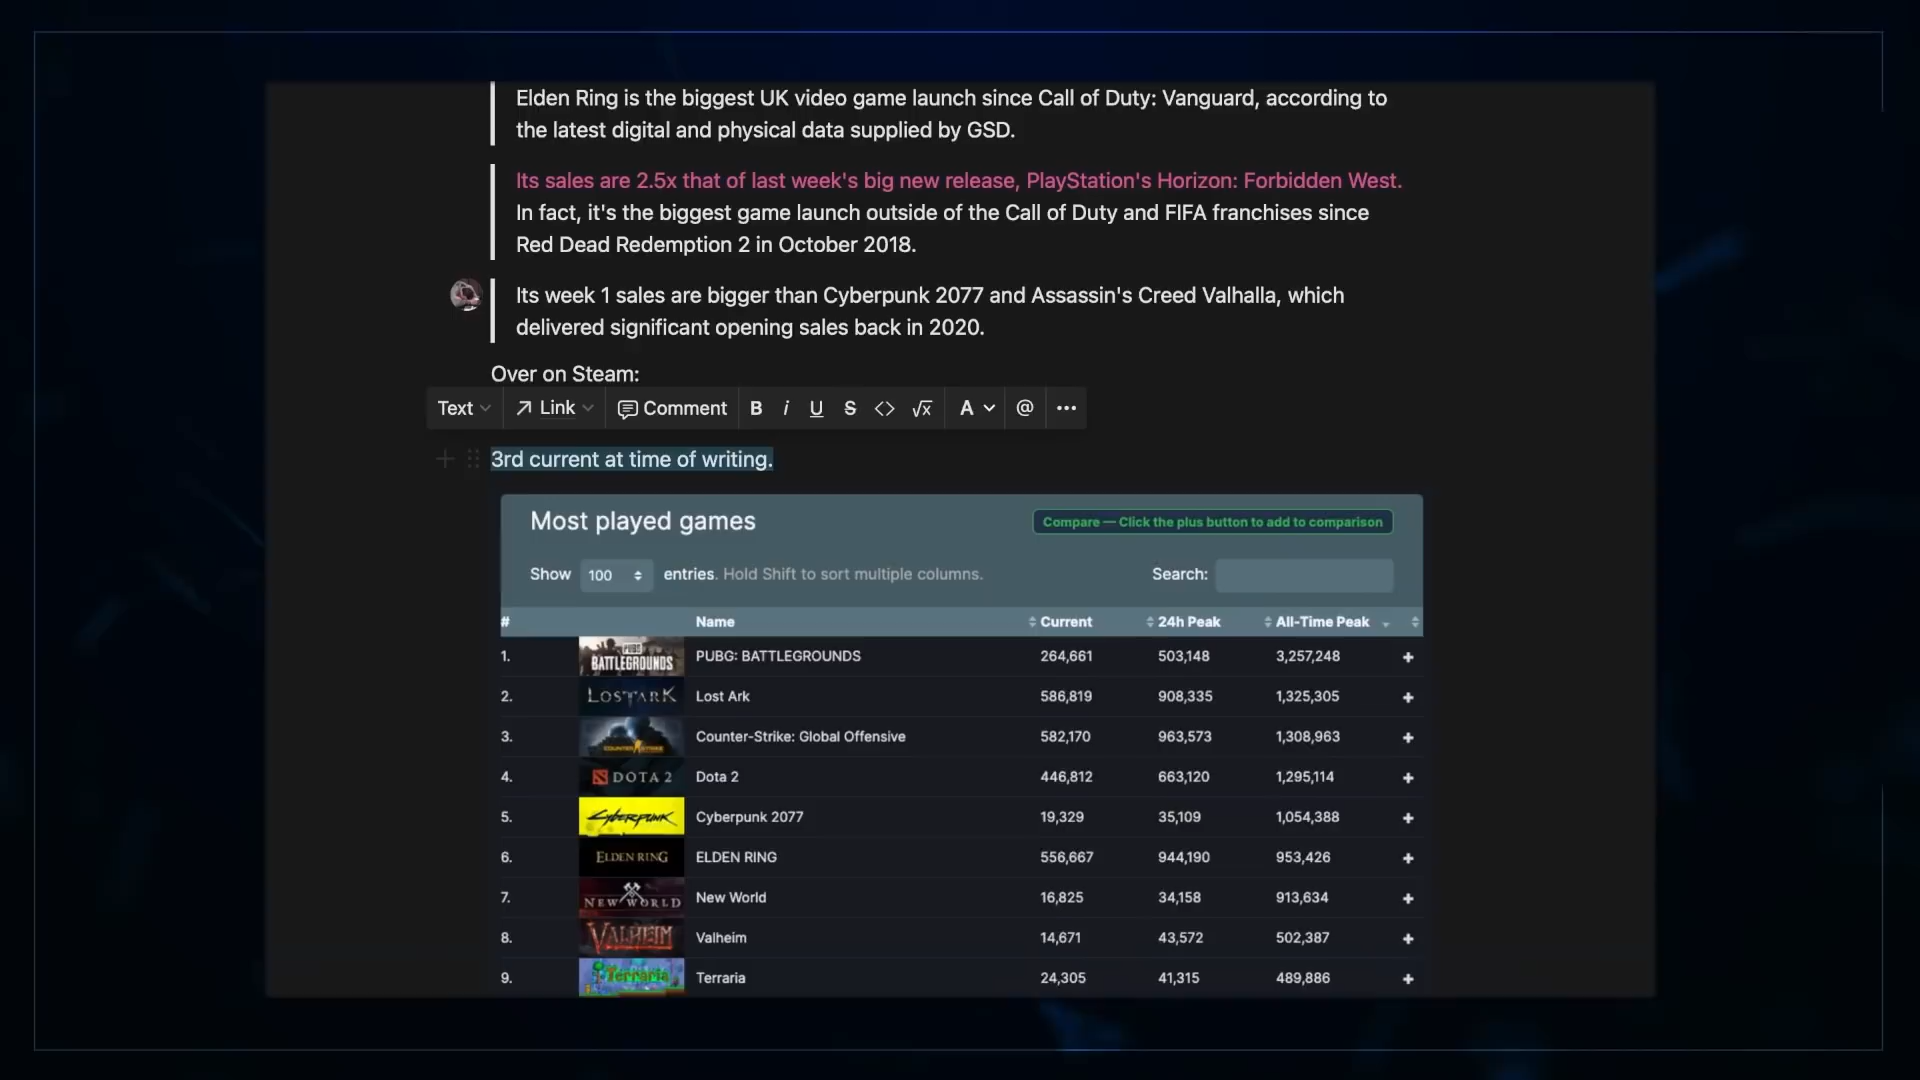 Elden Ring is the biggest UK video game launch since Call of Duty: Vanguard, according to
the latest digital and physical data supplied by GSD.
Its sales are 2.5x that of last week's big new release, PlayStation's Horizon: Forbidden West.
In fact, it's the biggest game launch outside of the Call of Duty and FIFA franchises since
Red Dead Redemption 2 in October 2018.
Its week 1 sales are bigger than Cyberpunk 2077 and Assassin's Creed Valhalla, which
delivered significant opening sales back in 2020.
Over on Steam:
Text Link Comment B i U S <> √x A @ •••
3rd current at time of writing.
Most played games Compare — Click the plus button to add to comparison
Show 100 entries. Hold Shift to sort multiple columns. Search:
# Name Current 24h Peak All-Time Peak
1. PUBG BATTLEGROUNDS PUBG: BATTLEGROUNDS 264,661 503,148 3,257,248 +
2. LOST ARK Lost Ark 586,819 908,335 1,325,305 +
3. COUNTER STRIKE Counter-Strike: Global Offensive 582,170 963,573 1,308,963 +
4. DOTA 2 Dota 2 446,812 663,120 1,295,114 +
5. Cyberpunk Cyberpunk 2077 19,329 35,109 1,054,388 +
6. ELDEN RING ELDEN RING 556,667 944,190 953,426 +
7. NEW WORLD New World 16,825 34,158 913,634 +
8. VALHEIM Valheim 14,671 43,572 502,387 +
9. Terraria Terraria 24,305 41,315 489,886 +